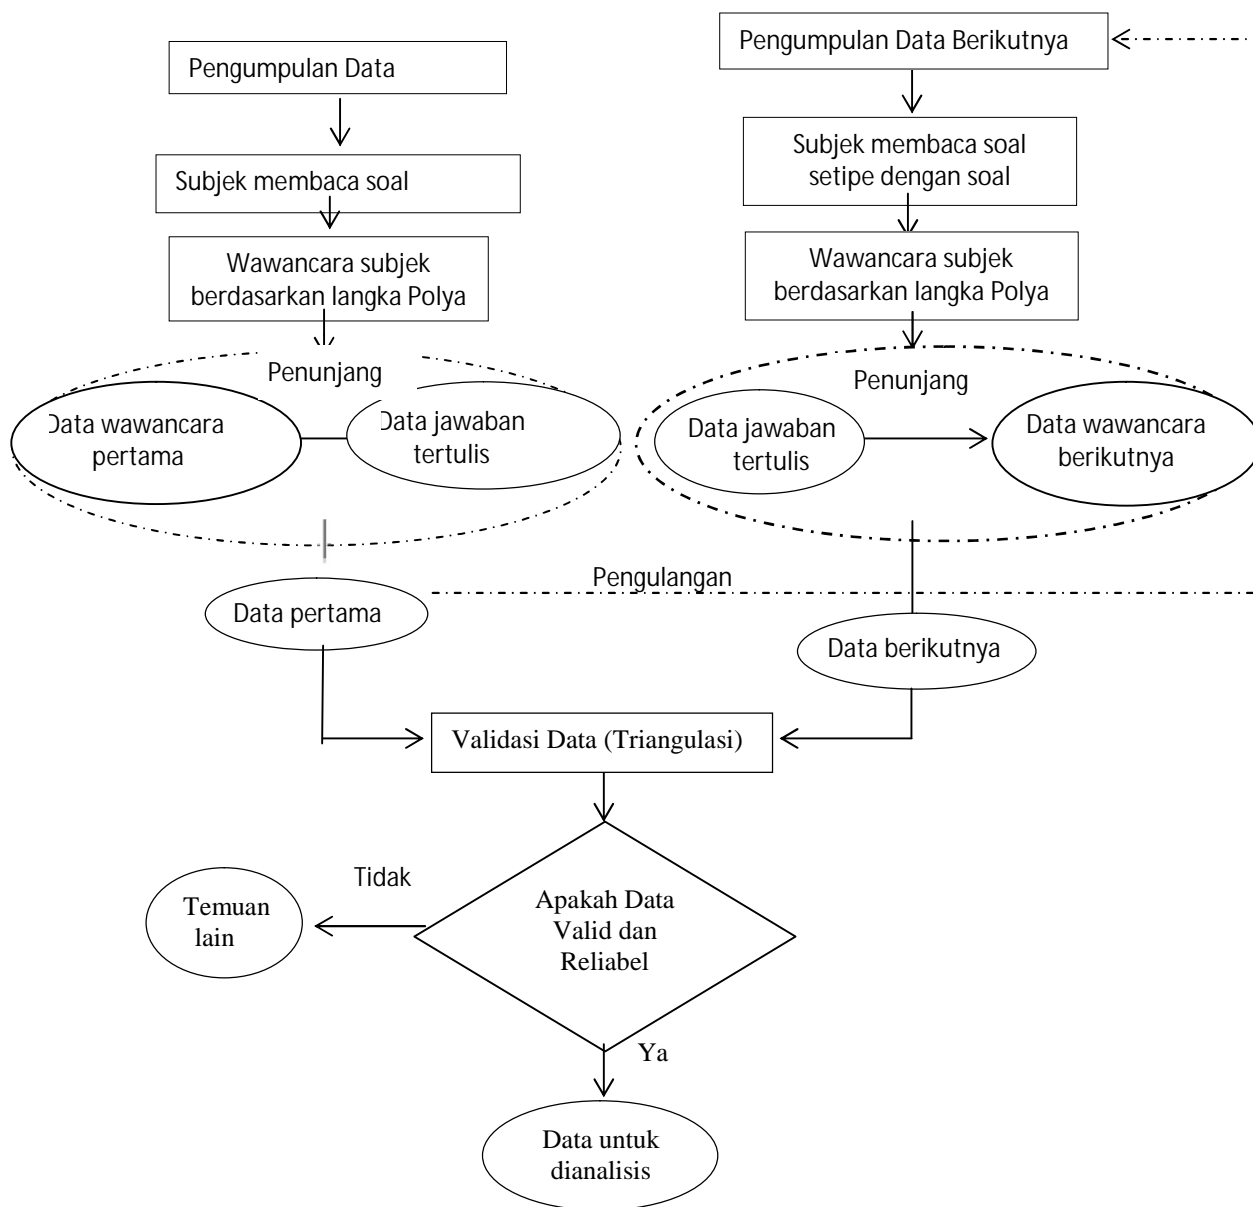 Pengumpulan Data
Subjek membaca soal
Wawancara subjek
berdasarkan langka Polya
Penunjang
Data wawancara
pertama
Data jawaban
tertulis
Data pertama
Pengumpulan Data Berikutnya
Subjek membaca soal
setipe dengan soal
Wawancara subjek
berdasarkan langka Polya
Penunjang
Data jawaban
tertulis
Data wawancara
berikutnya
Pengulangan
Data berikutnya
Validasi Data (Triangulasi)
Apakah Data
Valid dan
Reliabel
Tidak
Temuan
lain
Ya
Data untuk
dianalisis